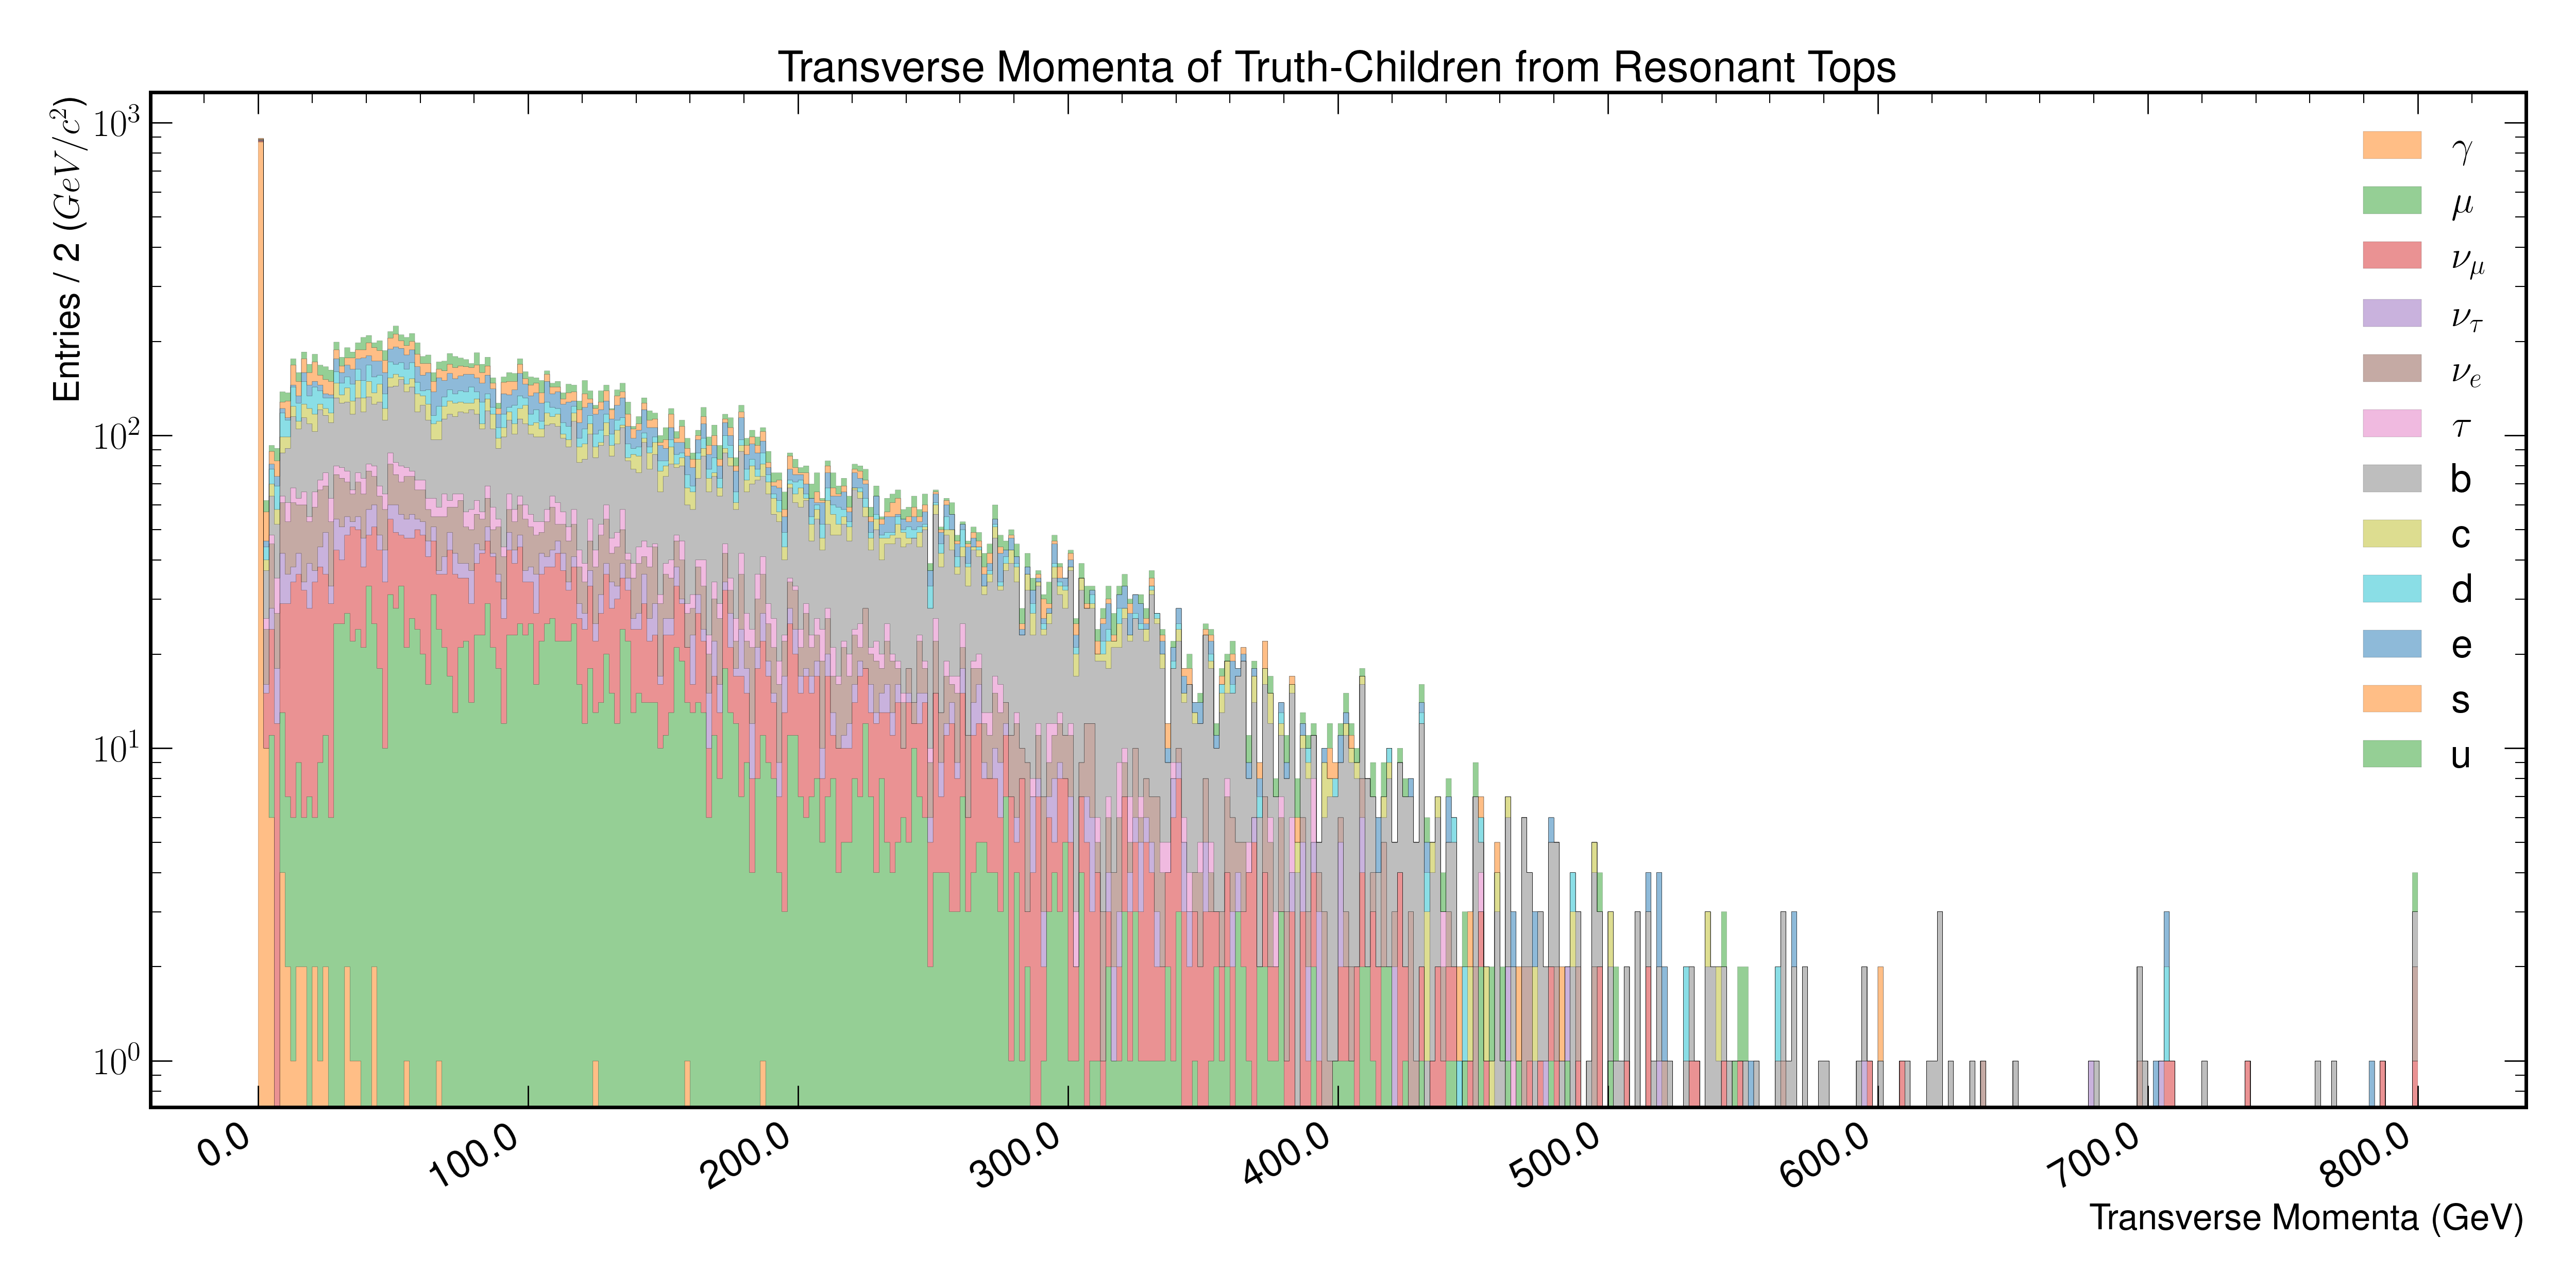 Transverse Momenta of Truth-Children from Resonant Tops
Entries / 2 (GeV/c²)
10³
10²
10¹
10⁰
γ
μ
ν_μ
ν_τ
ν_e
τ
b
c
d
e
s
u
0.0 100.0 200.0 300.0 400.0 500.0 600.0 700.0 800.0
Transverse Momenta (GeV)